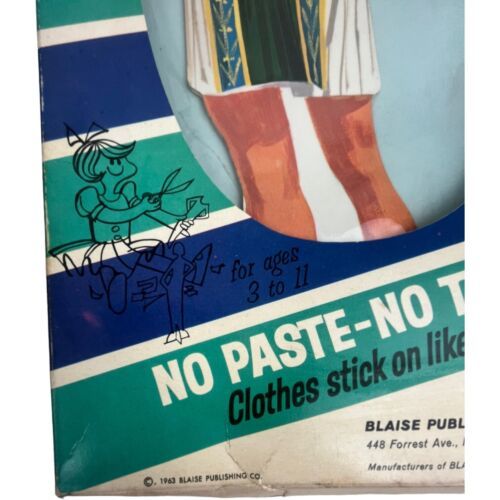 for ages
3 to 11
NO PASTE-NO T
Clothes stick on like
BLAISE PUBL
448 Forrest Ave.,
Manufacturers of BLA
©, 1963 BLAISE PUBLISHING CO.